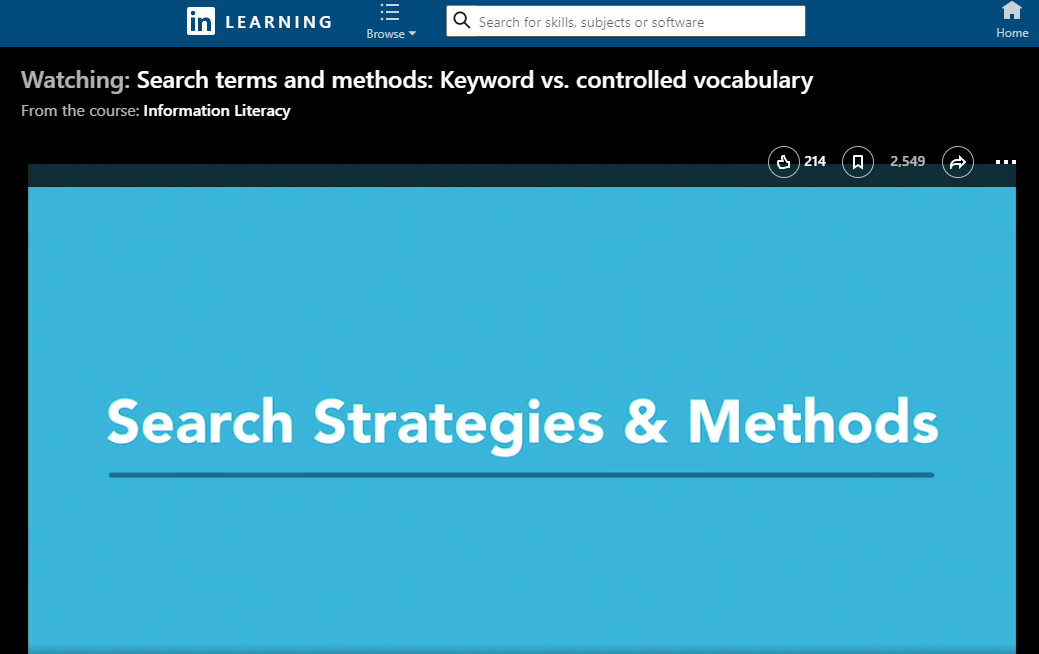 in LEARNING
Browse
Search for skills, subjects or software
Home
Watching: Search terms and methods: Keyword vs. controlled vocabulary
From the course: Information Literacy
214
2,549
Search Strategies & Methods